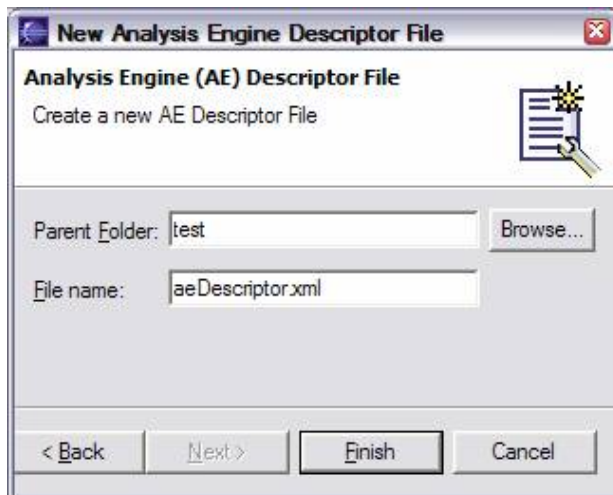 New Analysis Engine Descriptor File
Analysis Engine (AE) Descriptor File
Create a new AE Descriptor File
Parent Folder: test Browse...
File name: aeDescriptor.xml
< Back Next > Finish Cancel